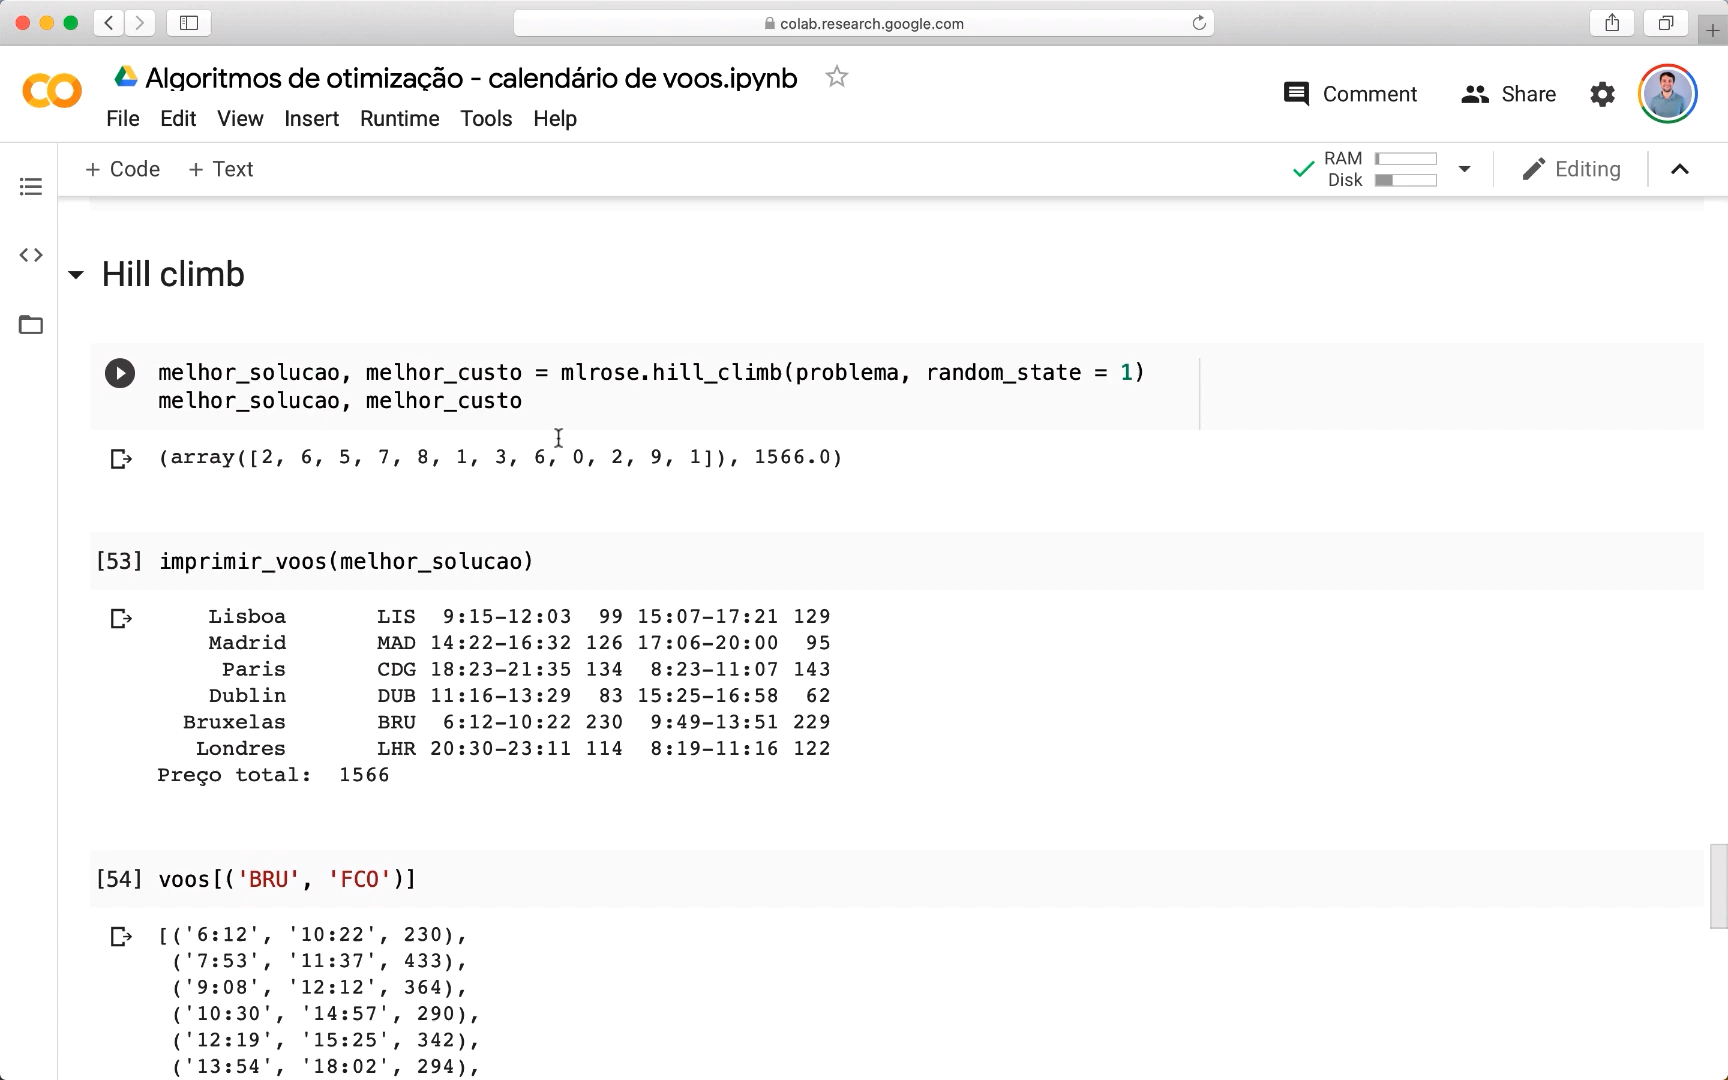 colab.research.google.com
Algoritmos de otimização - calendário de voos.ipynb
File Edit View Insert Runtime Tools Help
Comment
Share
+ Code + Text
RAM
Disk
Editing
Hill climb
melhor_solucao, melhor_custo = mlrose.hill_climb(problema, random_state = 1)
melhor_solucao, melhor_custo
(array([2, 6, 5, 7, 8, 1, 3, 6, 0, 2, 9, 1]), 1566.0)
[53] imprimir_voos(melhor_solucao)
Lisboa LIS 9:15-12:03 99 15:07-17:21 129
Madrid MAD 14:22-16:32 126 17:06-20:00 95
Paris CDG 18:23-21:35 134 8:23-11:07 143
Dublin DUB 11:16-13:29 83 15:25-16:58 62
Bruxelas BRU 6:12-10:22 230 9:49-13:51 229
Londres LHR 20:30-23:11 114 8:19-11:16 122
Preço total: 1566
[54] voos[('BRU', 'FCO')]
[('6:12', '10:22', 230),
('7:53', '11:37', 433),
('9:08', '12:12', 364),
('10:30', '14:57', 290),
('12:19', '15:25', 342),
('13:54', '18:02', 294),